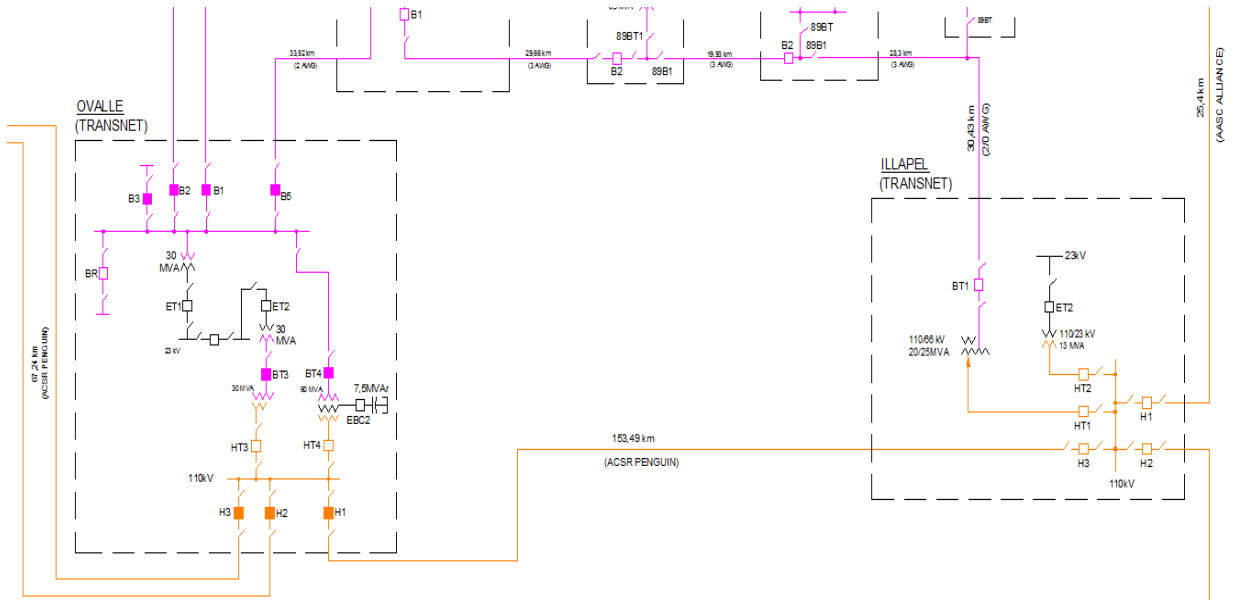 B1
89BT1
B2
89B1
89BT
B2
89B1
89BT
33,52 km
(2 AWG)
29,66 km
(3 AWG)
19,93 km
(3 AWG)
28,3 km
(3 AWG)
30,43 km
(2/0 AWG)
25,4 km
(AASC ALLIANCE)
OVALLE
(TRANSNET)
B3
B2
B1
B5
BR
30
MVA
ET1
ET2
23 kV
30
MVA
BT3
BT4
30 MVA
60 MVA
7,5MVAr
EBC2
HT3
HT4
110kV
H3
H2
H1
67,24 km
(ACSR PENGUIN)
153,49 km
(ACSR PENGUIN)
ILLAPEL
(TRANSNET)
BT1
23kV
ET2
110/66 kV
20/25MVA
110/23 kV
13 MVA
HT2
HT1
H1
H3
H2
110kV